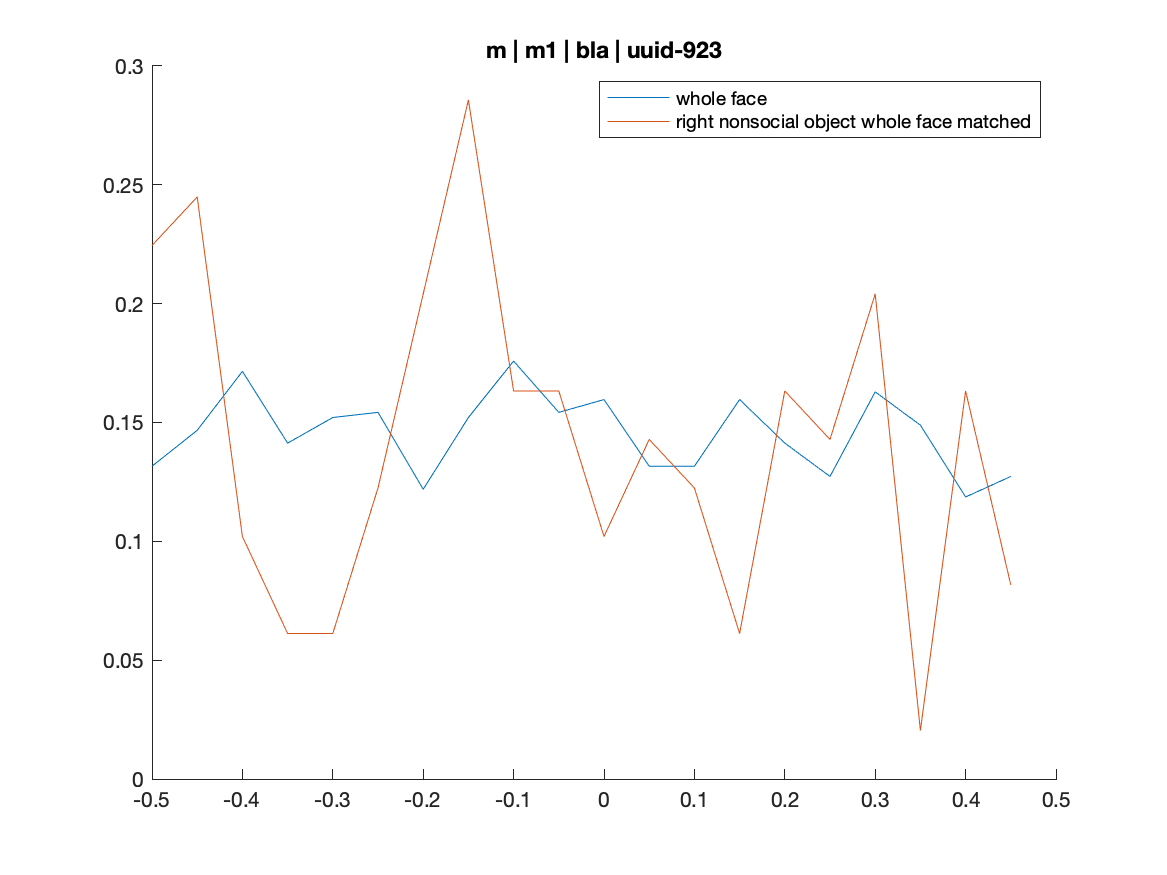 m | m1 | bla | uuid-923
whole face
right nonsocial object whole face matched
0.3
0.25
0.2
0.15
0.1
0.05
0
-0.5 -0.4 -0.3 -0.2 -0.1 0 0.1 0.2 0.3 0.4 0.5